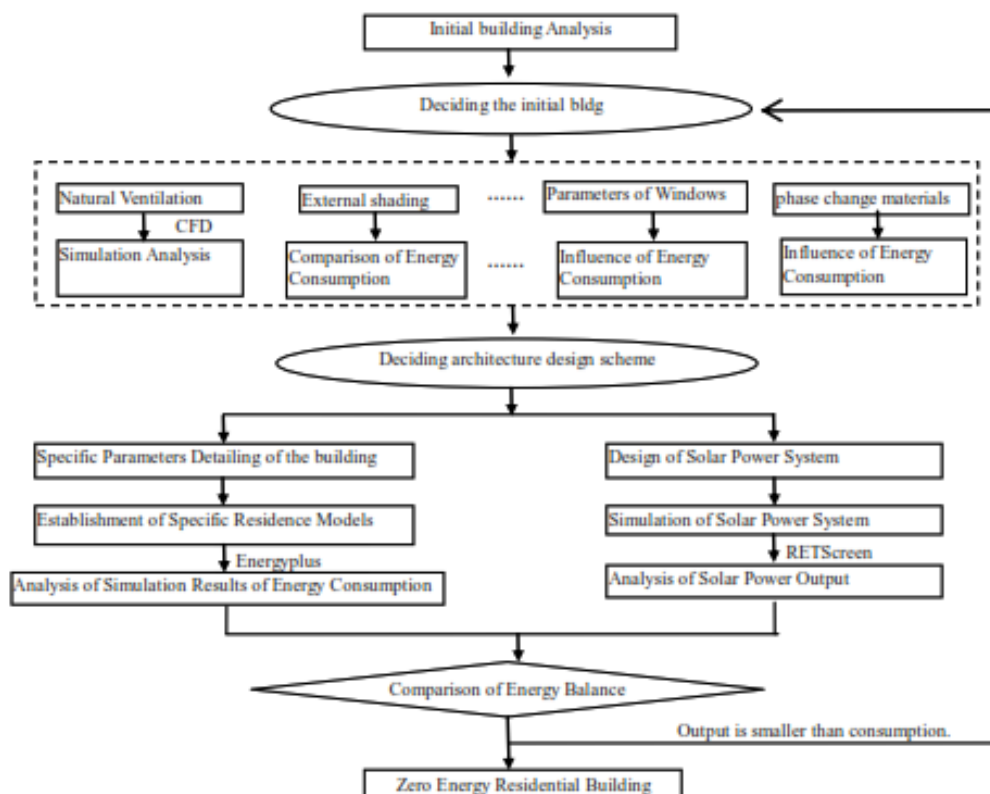 Initial building Analysis
Deciding the initial bldg
Natural Ventilation
External shading
......
Parameters of Windows
phase change materials
CFD
Simulation Analysis
Comparison of Energy
Consumption
......
Influence of Energy
Consumption
Influence of Energy
Consumption
Deciding architecture design scheme
Specific Parameters Detailing of the building
Design of Solar Power System
Establishment of Specific Residence Models
Simulation of Solar Power System
Energyplus
RETScreen
Analysis of Simulation Results of Energy Consumption
Analysis of Solar Power Output
Comparison of Energy Balance
Output is smaller than consumption.
Zero Energy Residential Building